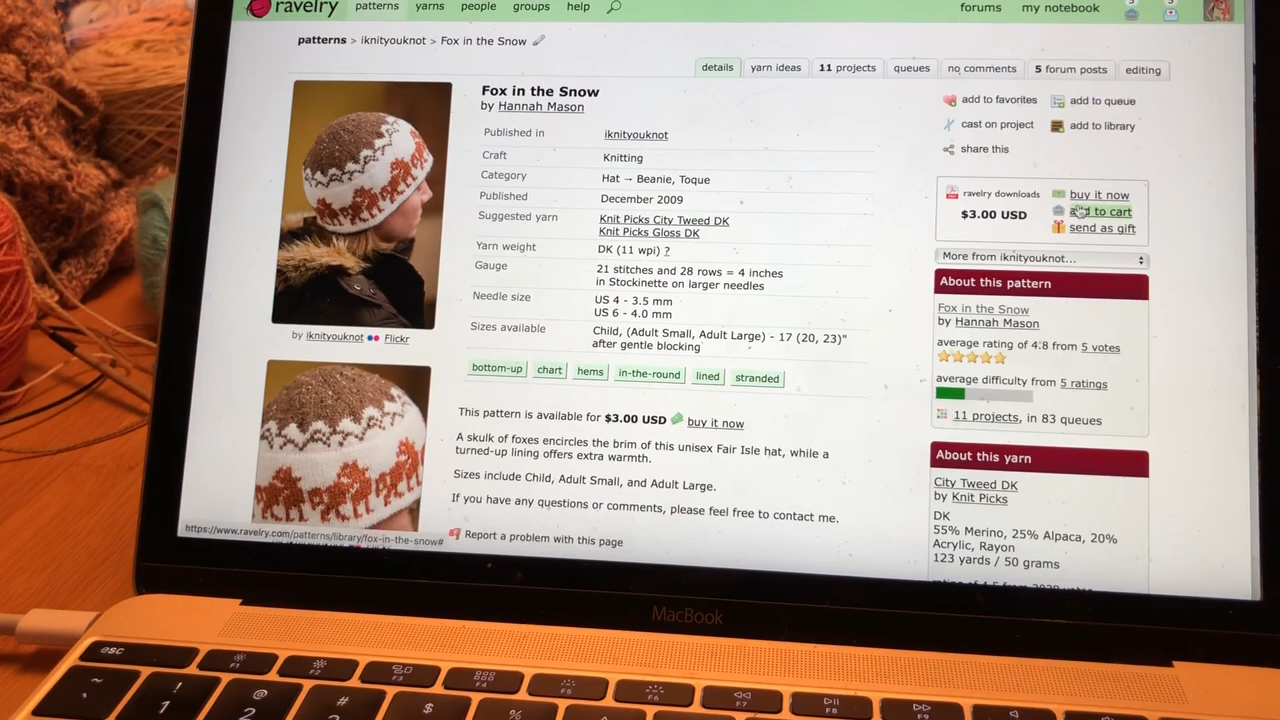 ravelry
patterns yarns people groups help
forums my notebook
patterns > iknityouknot > Fox in the Snow
details yarn ideas 11 projects queues no comments 5 forum posts editing
Fox in the Snow
by Hannah Mason
Published in iknityouknot
Craft Knitting
Category Hat → Beanie, Toque
Published December 2009
Suggested yarn Knit Picks City Tweed DK
Knit Picks Gloss DK
Yarn weight DK (11 wpi) ?
Gauge 21 stitches and 28 rows = 4 inches
in Stockinette on larger needles
Needle size US 4 - 3.5 mm
US 6 - 4.0 mm
Sizes available Child, (Adult Small, Adult Large) - 17 (20, 23)"
after gentle blocking
bottom-up chart hems in-the-round lined stranded
by iknityouknot Flickr
This pattern is available for $3.00 USD buy it now
A skulk of foxes encircles the brim of this unisex Fair Isle hat, while a
turned-up lining offers extra warmth.
Sizes include Child, Adult Small, and Adult Large.
If you have any questions or comments, please feel free to contact me.
Report a problem with this page
https://www.ravelry.com/patterns/library/fox-in-the-snow#
add to favorites add to queue
cast on project add to library
share this
ravelry downloads buy it now
$3.00 USD add to cart
send as gift
More from iknityouknot...
About this pattern
Fox in the Snow
by Hannah Mason
average rating of 4.8 from 5 votes
average difficulty from 5 ratings
11 projects, in 83 queues
About this yarn
City Tweed DK
by Knit Picks
DK
55% Merino, 25% Alpaca, 20%
Acrylic, Rayon
123 yards / 50 grams
MacBook
esc F1 F2 F3 F4 F5 F6 F7 F8 F9
~ ! @ # $ %
1 2